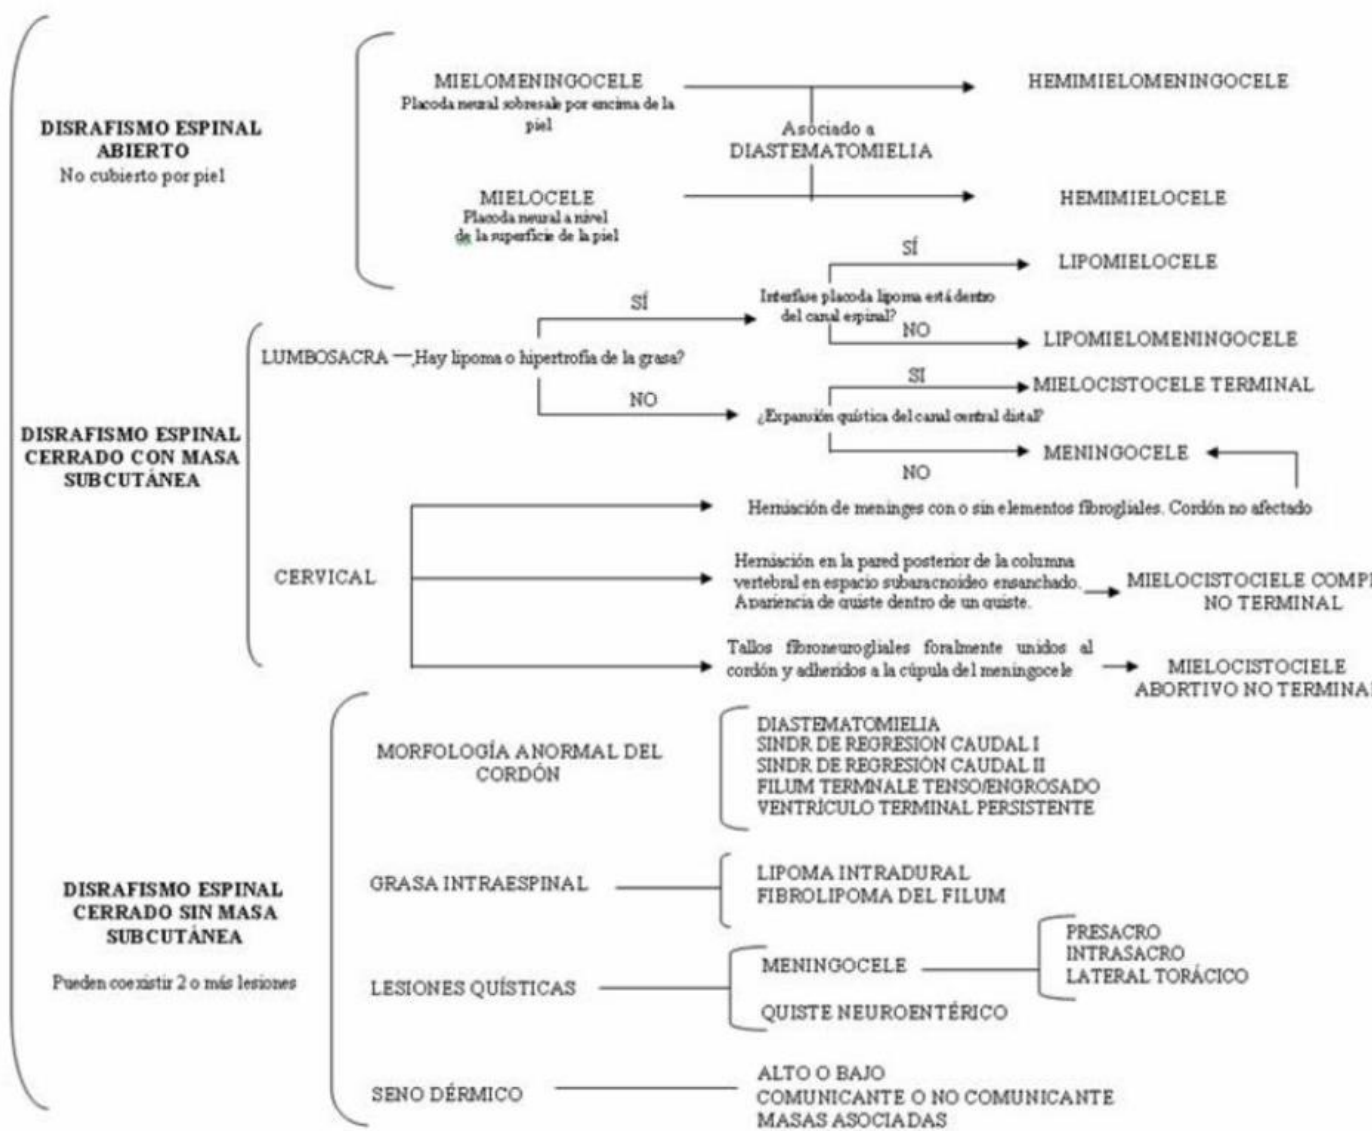 DISRAFISMO ESPINAL
ABIERTO
No cubierto por piel
MIELOMENINGOCELE
Placoda neural sobresale por encima de la
piel
Asociado a
DIASTEMATOMIELIA
HEMIMIELOMENINGOCELE
MIELOCELE
Placoda neural a nivel
de la superficie de la piel
HEMIMIELOCELE
DISRAFISMO ESPINAL
CERRADO CON MASA
SUBCUTÁNEA
LUMBOSACRA
¿Hay lipoma o hipertrofia de la grasa?
SÍ
Interfase placoda lipoma está dentro
del canal espinal?
SÍ
LIPOMIELOCELE
NO
LIPOMIELOMENINGOCELE
NO
¿Expansión quística del canal central distal?
SI
MIELOCISTOCELE TERMINAL
NO
MENINGOCELE
CERVICAL
Herniación de meninges con o sin elementos fibrogliales. Cordón no afectado
Herniación en la pared posterior de la columna
vertebral en espacio subaracnoideo ensanchado.
Apariencia de quiste dentro de un quiste.
MIELOCISTOCIELE COMPL
NO TERMINAL
Tallos fibroneurogliales foralmente unidos al
cordón y adheridos a la cúpula del meningocele
MIELOCISTOCIELE
ABORTIVO NO TERMINAL
DISRAFISMO ESPINAL
CERRADO SIN MASA
SUBCUTÁNEA
Pueden coexistir 2 o más lesiones
MORFOLOGÍA ANORMAL DEL
CORDÓN
DIASTEMATOMIELIA
SINDR DE REGRESIÓN CAUDAL I
SINDR DE REGRESIÓN CAUDAL II
FILUM TERMNALE TENSO/ENGROSADO
VENTRÍCULO TERMINAL PERSISTENTE
GRASA INTRAESPINAL
LIPOMA INTRADURAL
FIBROLIPOMA DEL FILUM
LESIONES QUÍSTICAS
MENINGOCELE
PRESACRO
INTRASACRO
LATERAL TORÁCICO
QUISTE NEUROENTÉRICO
SENO DÉRMICO
ALTO O BAJO
COMUNICANTE O NO COMUNICANTE
MASAS ASOCIADAS